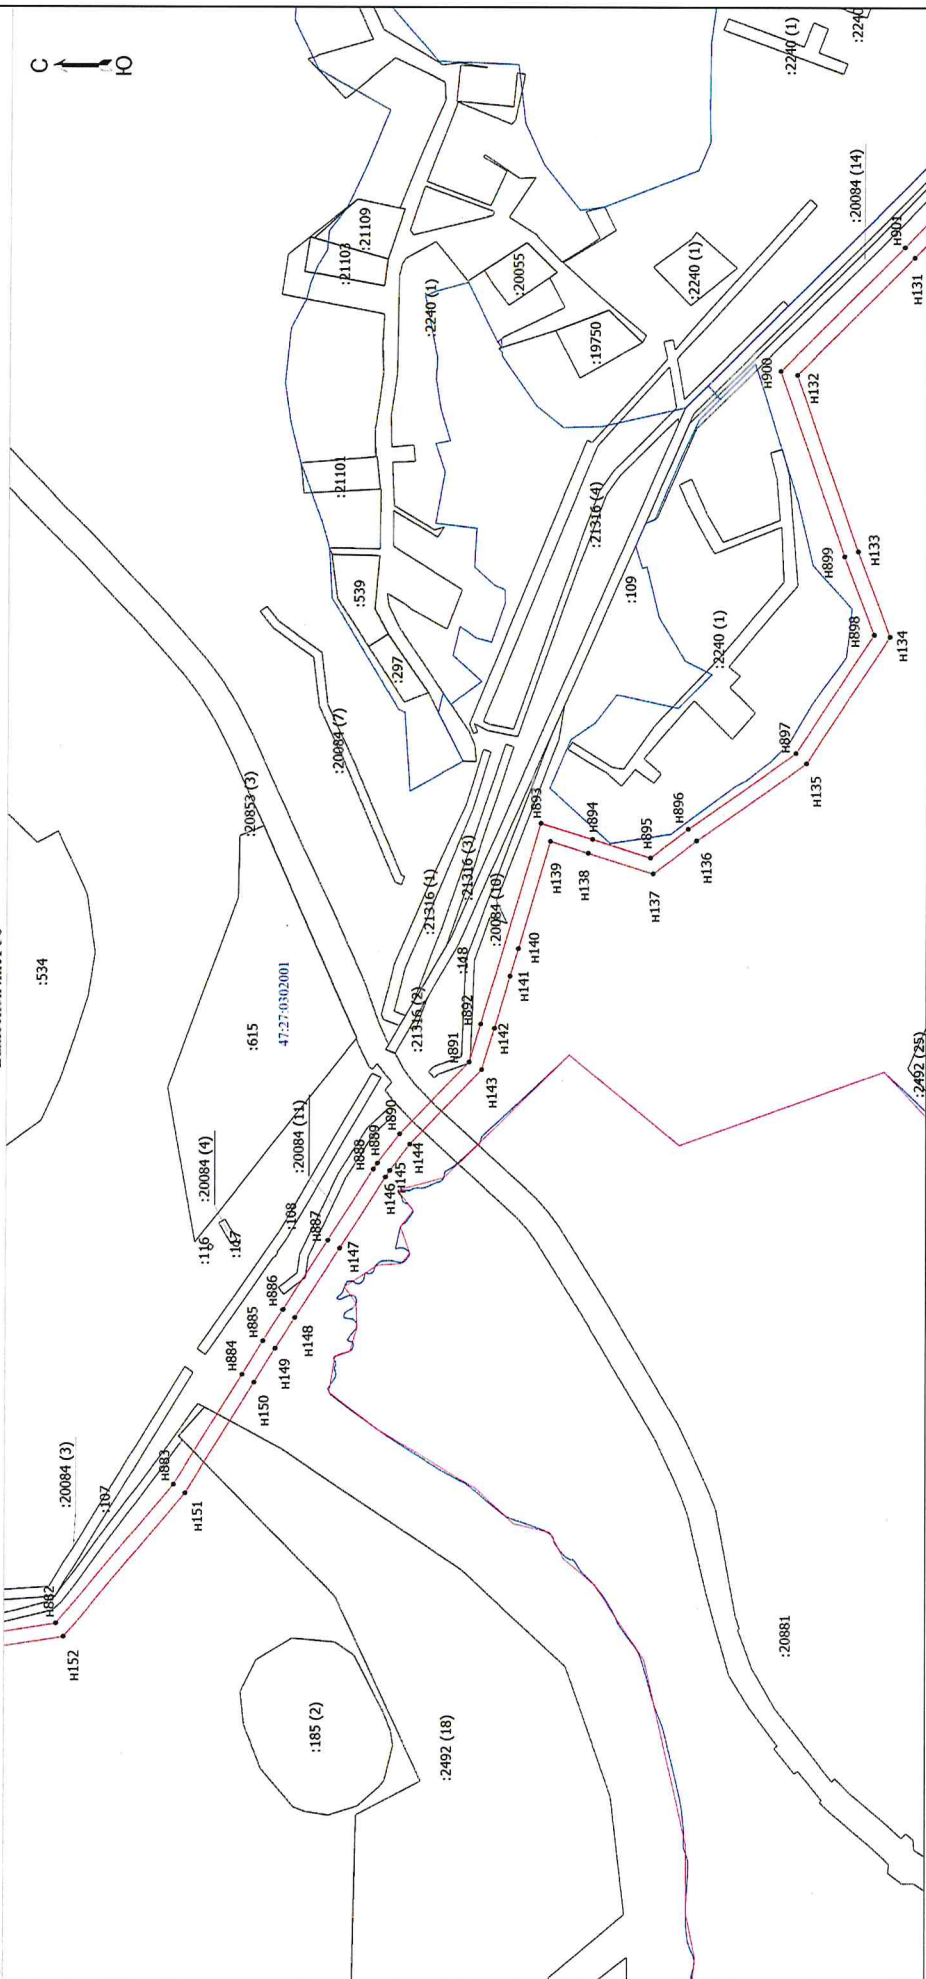 С
Ю
:534
:615
47:27:0302001
:20853 (3)
:20084 (7)
:297
:539
:21101
:21103
:21109
:2240 (1)
:20055
:19750
:2240 (1)
:2240 (1)
:2240
:20084 (14)
:21316 (4)
:109
:2240 (1)
:21316 (1)
:21316 (3)
:20084 (10)
:148
:21316 (2)
:20084 (11)
:108
:20084 (4)
:116
:117
:20084 (3)
:107
:185 (2)
:2492 (18)
:20881
:2492 (25)
н882
н883
н884
н885
н886
н887
н888
н889
н890
н891
н892
н893
н894
н895
н896
н897
н898
н899
н900
н901
н131
н132
н133
н134
н135
н136
н137
н138
н139
н140
н141
н142
н143
н144
н145
н146
н147
н148
н149
н150
н151
н152